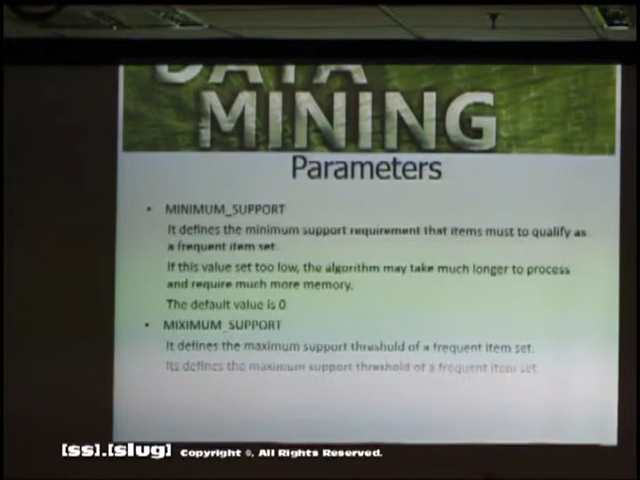 DATA
MINING
Parameters
• MINIMUM_SUPPORT
It defines the minimum support requirement that items must to qualify as
a frequent item set.
If this value set too low, the algorithm may take much longer to process
and require much more memory.
The default value is 0
• MIXIMUM_SUPPORT
It defines the maximum support threshold of a frequent item set.
Its defines the maximum support threshold of a frequent item set.
[ss].[slug] Copyright ©, All Rights Reserved.